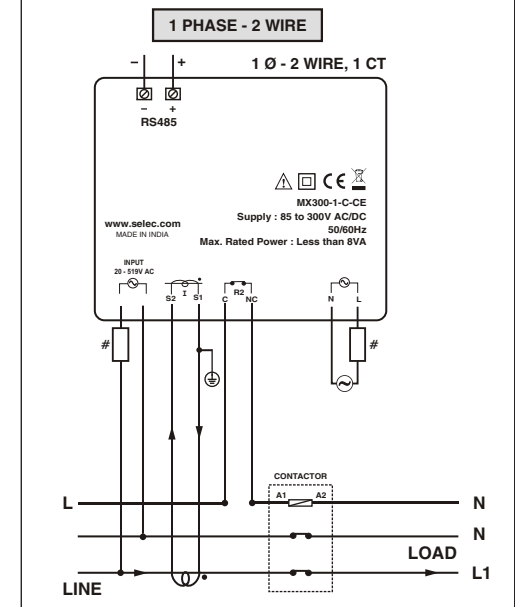 1 PHASE - 2 WIRE
– + 1 Ø - 2 WIRE, 1 CT
– +
RS485
CE
MX300-1-C-CE
Supply : 85 to 300V AC/DC
50/60Hz
Max. Rated Power : Less than 8VA
www.selec.com
MADE IN INDIA
INPUT
20 - 519V AC
S2 I S1 C R2 NC N L
# #
CONTACTOR
A1 A2
L N
N
LOAD
L1
LINE